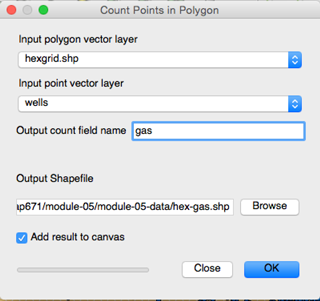 Count Points in Polygon
Input polygon vector layer
hexgrid.shp
Input point vector layer
wells
Output count field name
gas
Output Shapefile
ap671/module-05/module-05-data/hex-gas.shp
Browse
Add result to canvas
Close
OK